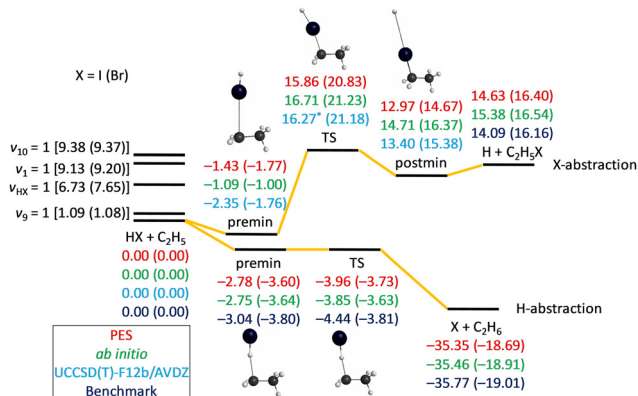 X = I (Br)
15.86 (20.83)
16.71 (21.23)
16.27* (21.18)
TS
12.97 (14.67)
14.71 (16.37)
13.40 (15.38)
postmin
14.63 (16.40)
15.38 (16.54)
14.09 (16.16)
H + C₂H₅X
X-abstraction
v₁₀ = 1 [9.38 (9.37)]
v₁ = 1 [9.13 (9.20)]
vHX = 1 [6.73 (7.65)]
v₉ = 1 [1.09 (1.08)]
−1.43 (−1.77)
−1.09 (−1.00)
−2.35 (−1.76)
premin
HX + C₂H₅
0.00 (0.00)
0.00 (0.00)
0.00 (0.00)
0.00 (0.00)
premin
−2.78 (−3.60)
−2.75 (−3.64)
−3.04 (−3.80)
TS
−3.96 (−3.73)
−3.85 (−3.63)
−4.44 (−3.81)
H-abstraction
X + C₂H₆
−35.35 (−18.69)
−35.46 (−18.91)
−35.77 (−19.01)
PES
ab initio
UCCSD(T)-F12b/AVDZ
Benchmark